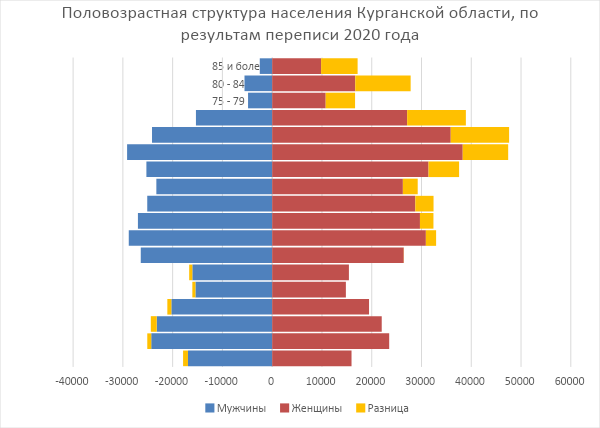 Половозрастная структура населения Курганской области, по
результам переписи 2020 года
85 и боле
80 - 84
75 - 79
-40000 -30000 -20000 -10000 0 10000 20000 30000 40000 50000 60000
Мужчины Женщины Разница